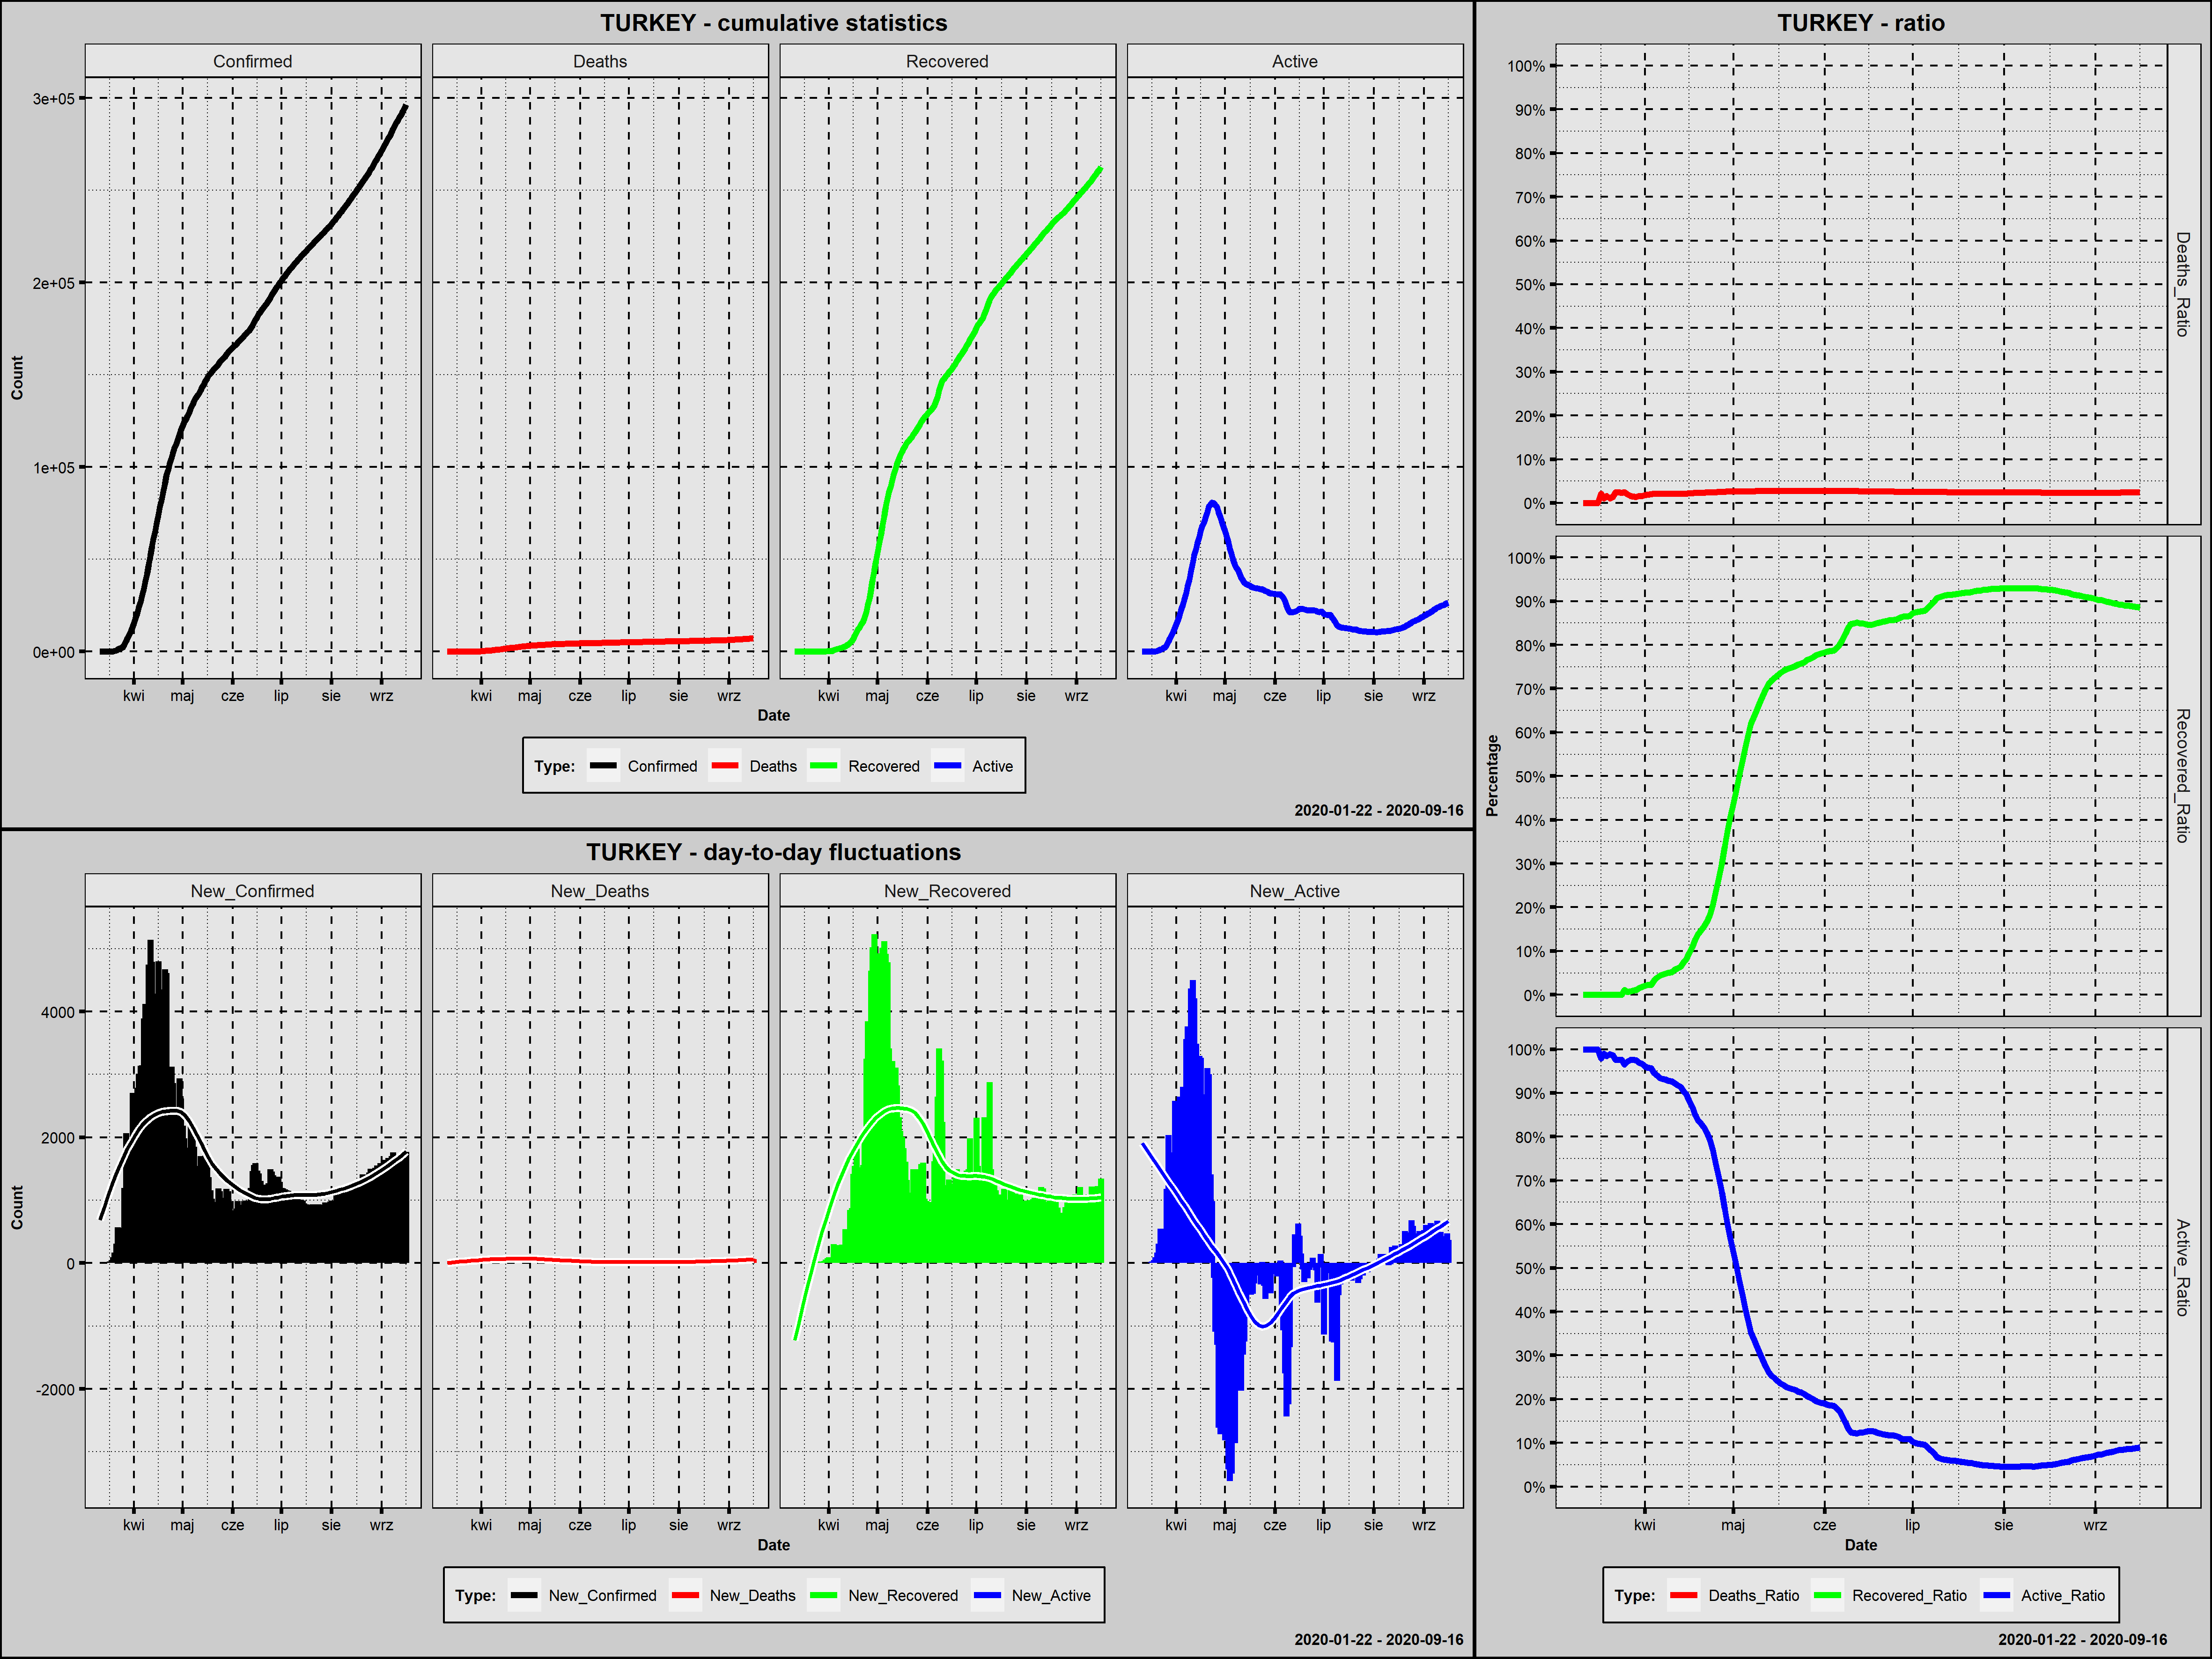 TURKEY - cumulative statistics
Confirmed Deaths Recovered Active
Count
3e+05
2e+05
1e+05
0e+00
kwi maj cze lip sie wrz kwi maj cze lip sie wrz kwi maj cze lip sie wrz kwi maj cze lip sie wrz
Date
Type: Confirmed Deaths Recovered Active
2020-01-22 - 2020-09-16
TURKEY - day-to-day fluctuations
New_Confirmed New_Deaths New_Recovered New_Active
Count
4000
2000
0
-2000
kwi maj cze lip sie wrz kwi maj cze lip sie wrz kwi maj cze lip sie wrz kwi maj cze lip sie wrz
Date
Type: New_Confirmed New_Deaths New_Recovered New_Active
2020-01-22 - 2020-09-16
TURKEY - ratio
Percentage
100%
90%
80%
70%
60%
50%
40%
30%
20%
10%
0%
Deaths_Ratio
100%
90%
80%
70%
60%
50%
40%
30%
20%
10%
0%
Recovered_Ratio
100%
90%
80%
70%
60%
50%
40%
30%
20%
10%
0%
Active_Ratio
kwi maj cze lip sie wrz
Date
Type: Deaths_Ratio Recovered_Ratio Active_Ratio
2020-01-22 - 2020-09-16